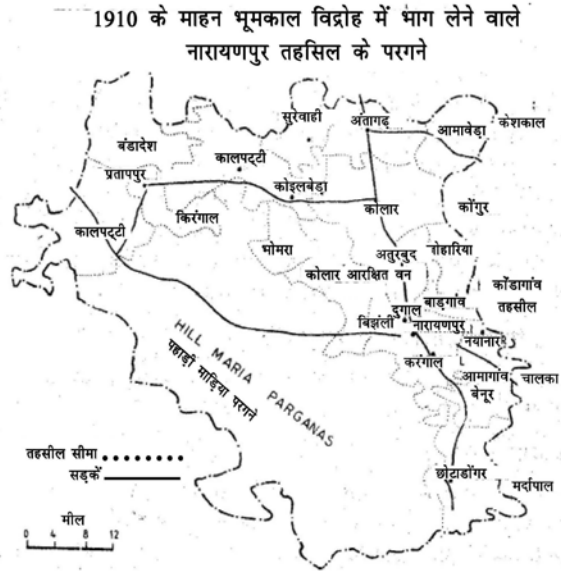 1910 के माहन भूमकाल विद्रोह में भाग लेने वाले
नारायणपुर तहसिल के परगने
सुरेवाही
अंतागढ़
केशकाल
आमाबेड़ा
बंडादेश
कालपट्टी
प्रतापपुर
कोइलबेड़ा
कोलार
कोंगुर
किरंगाल
कालपट्टी
भोमरा
अतुरबुद
दोहारिया
कोलार आरक्षित वन
कोंडागांव
तहसील
बाड़गांव
दुगाल
बिझंली
नारायणपुर
नयानार
करंगाल
आमागांव
चालका
बेनूर
HILL MARIA PARGANAS
पहाड़ी माड़िया परगने
तहसील सीमा
सड़कें
छोटाडोंगर
मर्दापाल
मील
0 4 8 12